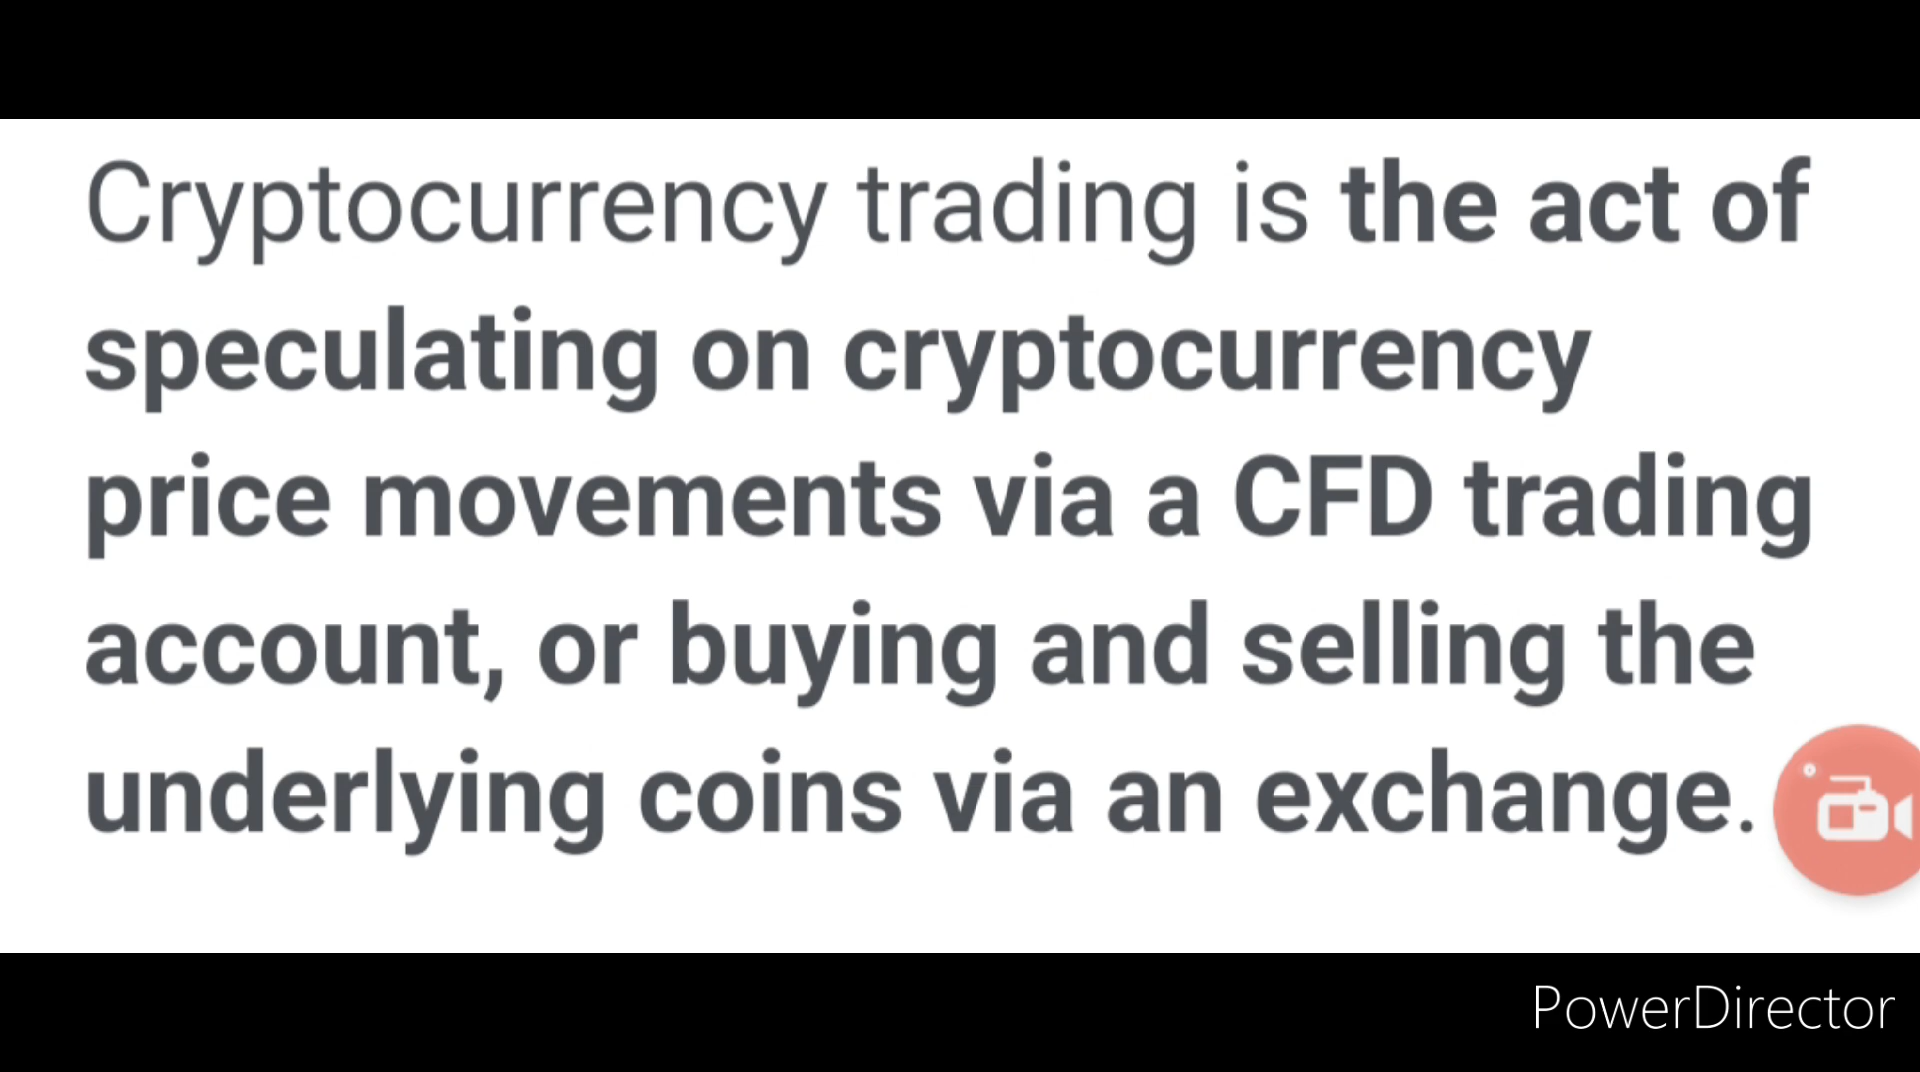 Cryptocurrency trading is the act of
speculating on cryptocurrency
price movements via a CFD trading
account, or buying and selling the
underlying coins via an exchange.
PowerDirector